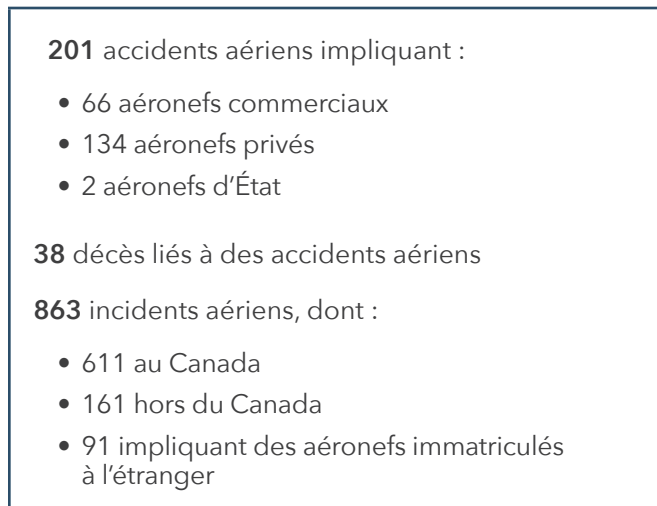 201 accidents aériens impliquant :
• 66 aéronefs commerciaux
• 134 aéronefs privés
• 2 aéronefs d’État
38 décès liés à des accidents aériens
863 incidents aériens, dont :
• 611 au Canada
• 161 hors du Canada
• 91 impliquant des aéronefs immatriculés
à l’étranger